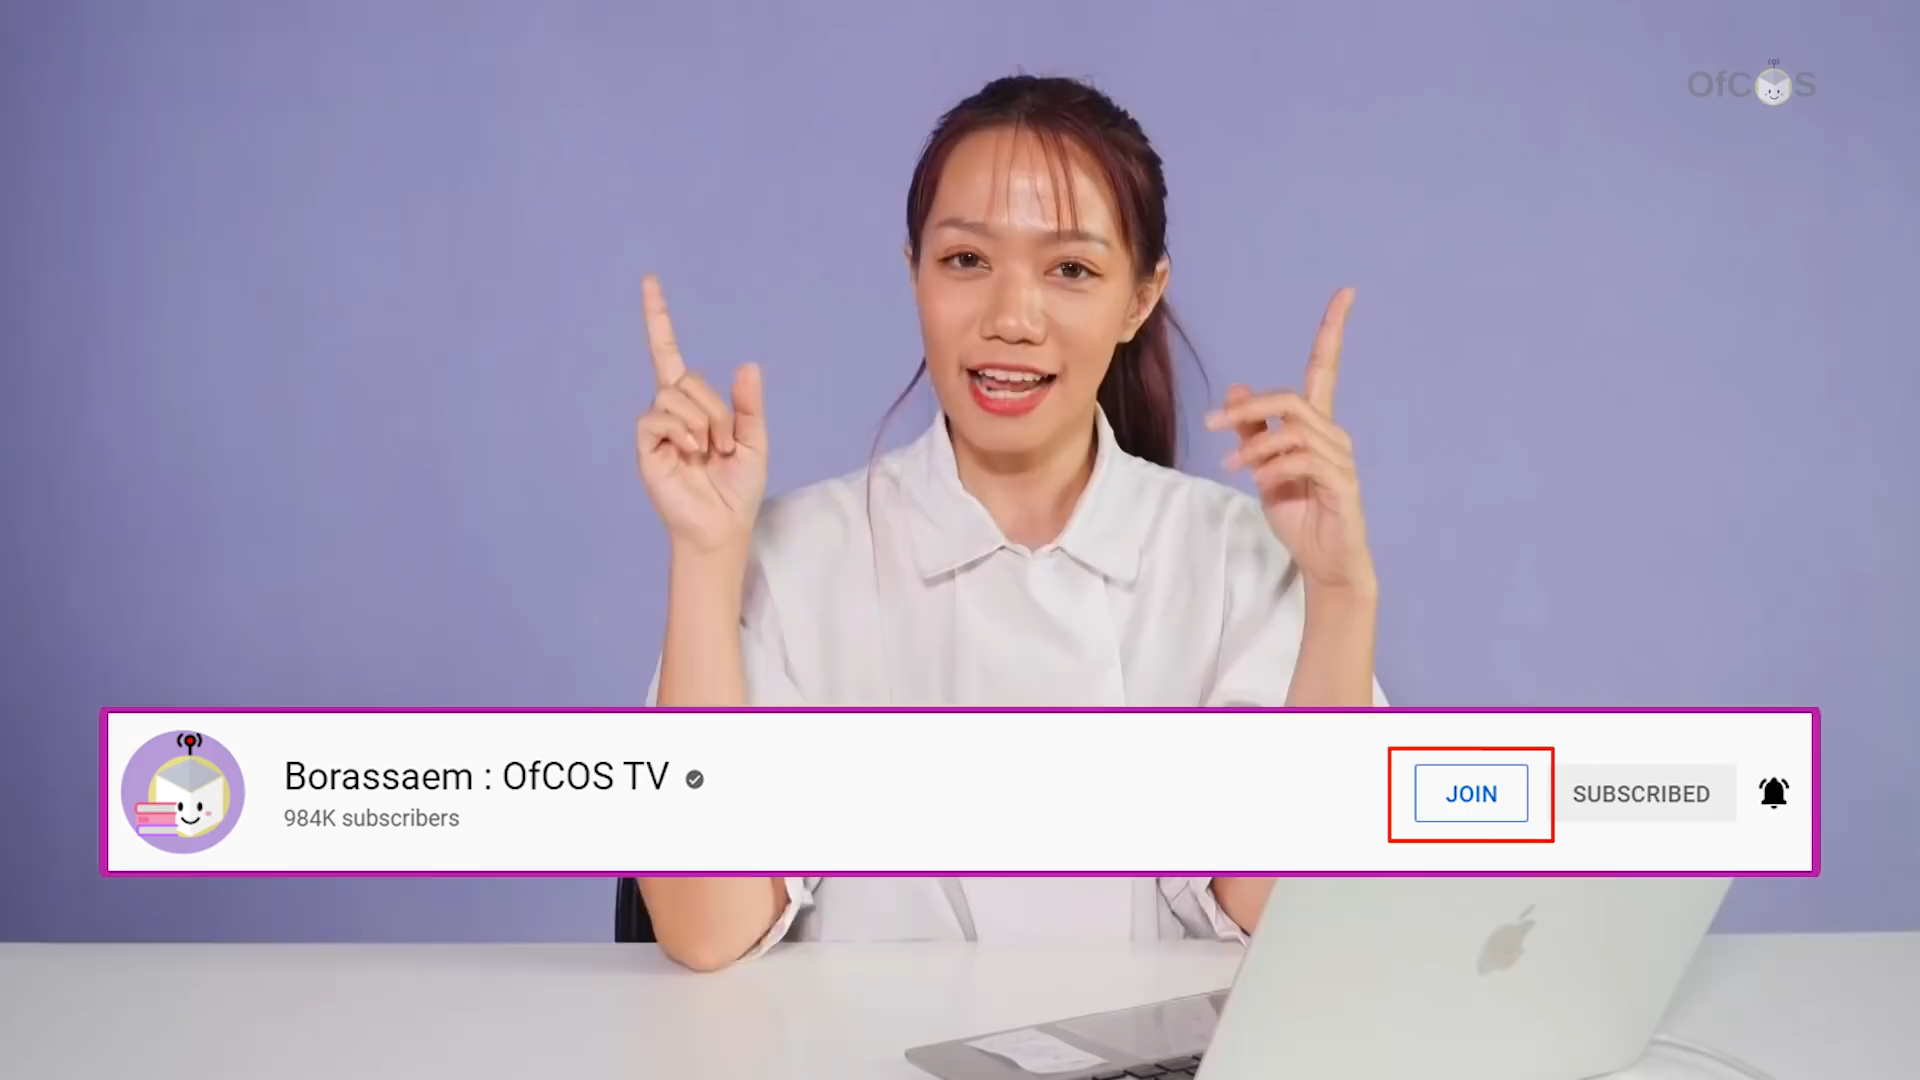 OfCOS
Borassaem : OfCOS TV
984K subscribers
JOIN
SUBSCRIBED